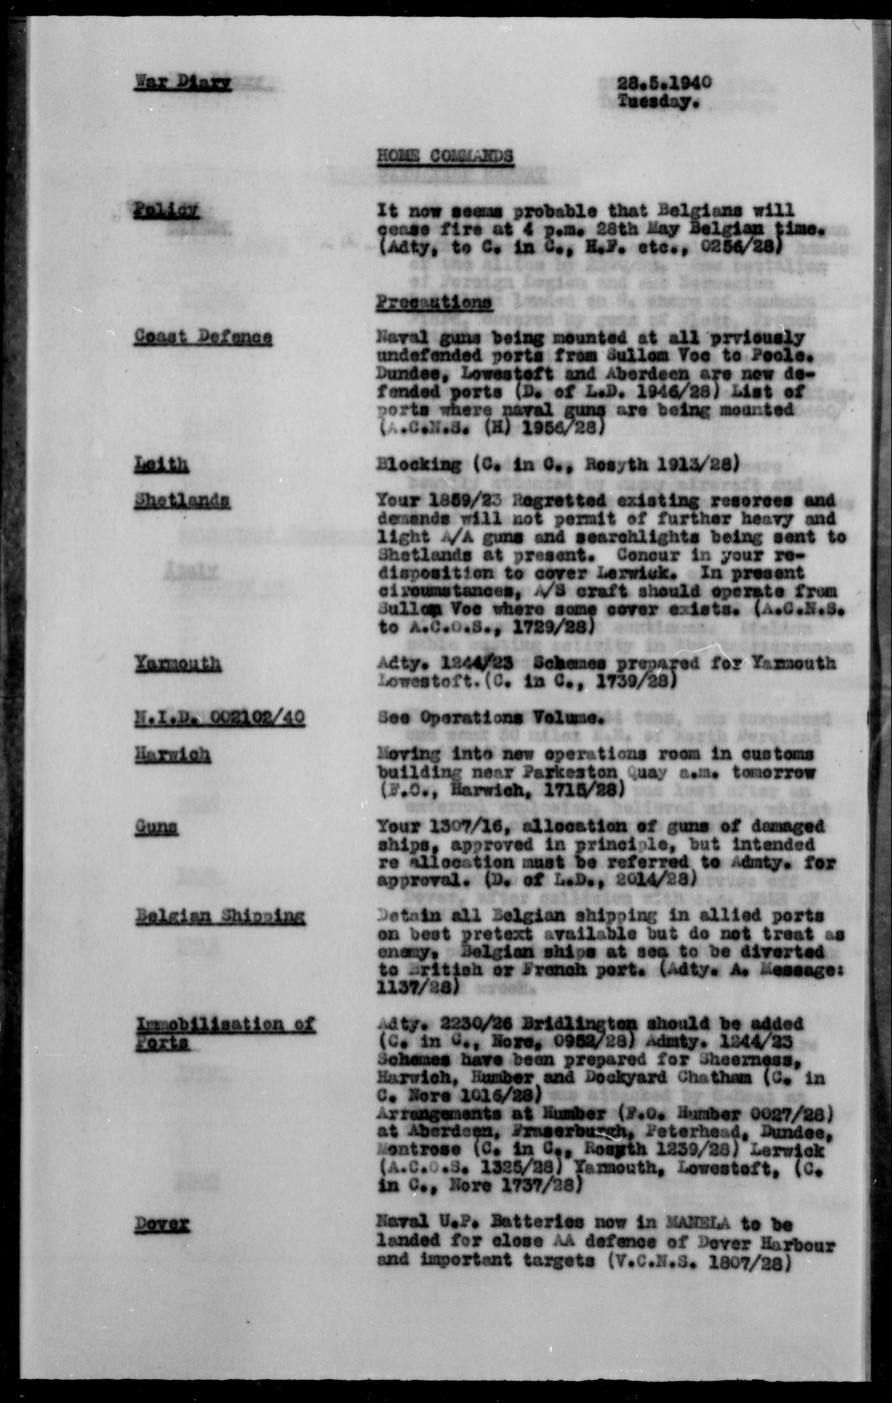 War Diary
28.5.1940
Tuesday.
HOME COMMANDS
Policy
It now seems probable that Belgians will
cease fire at 4 p.m. 28th May Belgian time.
(Adty, to C. in C., H.F. etc., 0256/28)
Precautions
Coast Defence
Naval guns being mounted at all prviously
undefended ports from Sullom Voe to Poole.
Dundee, Lowestoft and Aberdeen are now de-
fended ports (D. of L.D. 1946/28) List of
ports where naval guns are being mounted
(A.C.N.S. (H) 1956/28)
Leith
Blocking (C. in C., Rosyth 1913/28)
Shetlands
Your 1859/23 Regretted existing resorces and
demands will not permit of further heavy and
light A/A guns and searchlights being sent to
Shetlands at present. Concur in your re-
disposition to cover Lerwick. In present
circumstances, A/S craft should operate from
Sullom Voe where some cover exists. (A.C.N.S.
to A.C.O.S., 1729/28)
Yarmouth
Adty. 1244/23 Schemes prepared for Yarmouth
Lowestoft.(C. in C., 1739/28)
N.I.D. 002102/40
See Operations Volume.
Harwich
Moving into new operations room in customs
building near Parkeston Quay a.m. tomorrow
(F.O., Harwich, 1715/28)
Guns
Your 1307/16, allocation of guns of damaged
ships, approved in principle, but intended
re allocation must be referred to Admty. for
approval. (D. of L.D., 2014/28)
Belgian Shipping
Detain all Belgian shipping in allied ports
on best pretext available but do not treat as
enemy. Belgian ships at sea to be diverted
to British or French port. (Adty. A. Message:
1137/28)
Immobilisation of
Ports
Adty. 2230/26 Bridlington should be added
(C. in C., Nore, 0952/28) Admty. 1244/23
Schemes have been prepared for Sheerness,
Harwich, Humber and Dockyard Chatham (C. in
C. Nore 1016/28)
Arrangements at Humber (F.O. Humber 0027/28)
at Aberdeen, Fraserburgh, Peterhead, Dundee,
Montrose (C. in C., Rosyth 1239/28) Lerwick
(A.C.O.S. 1325/28) Yarmouth, Lowestoft, (C.
in C., Nore 1737/28)
Dover
Naval U.P. Batteries now in MANELA to be
landed for close AA defence of Dover Harbour
and important targets (V.C.N.S. 1807/28)